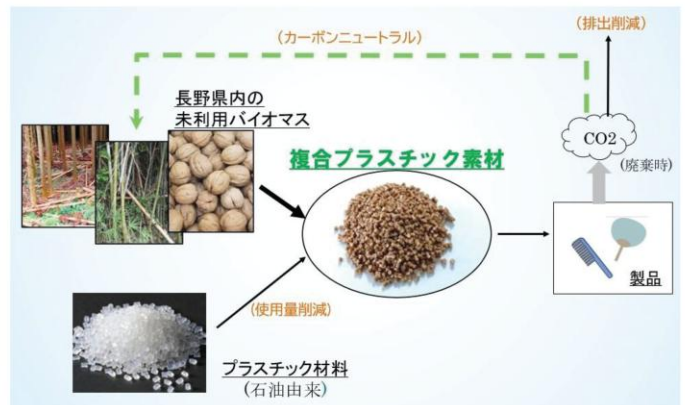 (排出削減)
(カーボンニュートラル)
長野県内の
未利用バイオマス
CO2
(廃棄時)
複合プラスチック素材
製品
(使用量削減)
プラスチック材料
(石油由来)